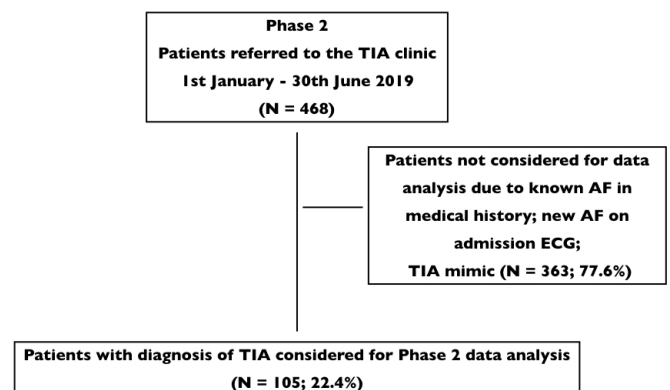 Phase 2
Patients referred to the TIA clinic
1st January - 30th June 2019
(N = 468)
Patients not considered for data
analysis due to known AF in
medical history; new AF on
admission ECG;
TIA mimic (N = 363; 77.6%)
Patients with diagnosis of TIA considered for Phase 2 data analysis
(N = 105; 22.4%)